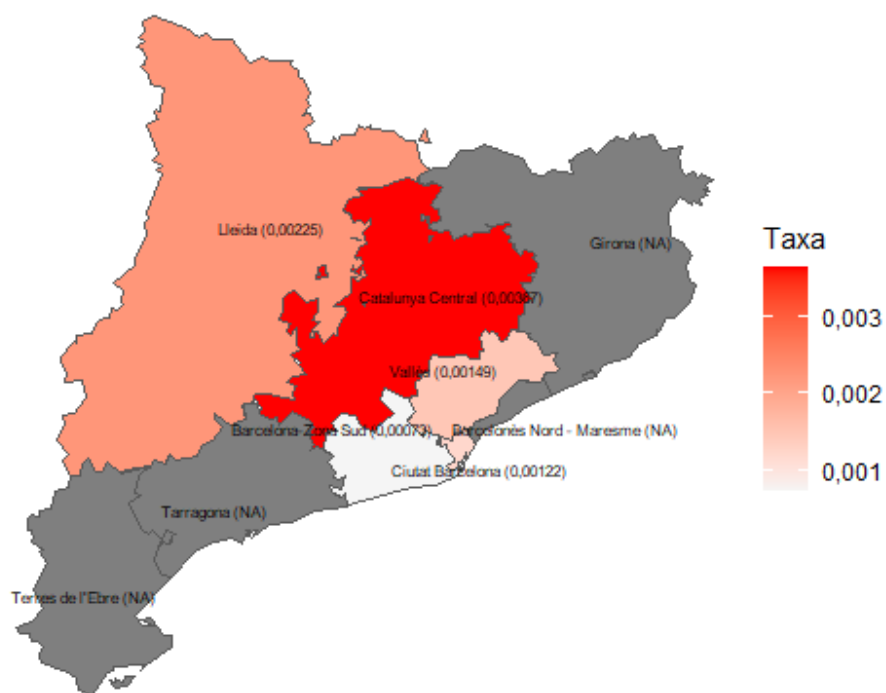 Lleida (0,00225)
Girona (NA)
Taxa
Catalunya Central (0,00367)
0,003
Vallès (0,00149)
0,002
Barcelona-Zona Sud (0,00073)
Barcelonès Nord - Maresme (NA)
Ciutat Barcelona (0,00122)
0,001
Tarragona (NA)
Terres de l'Ebre (NA)